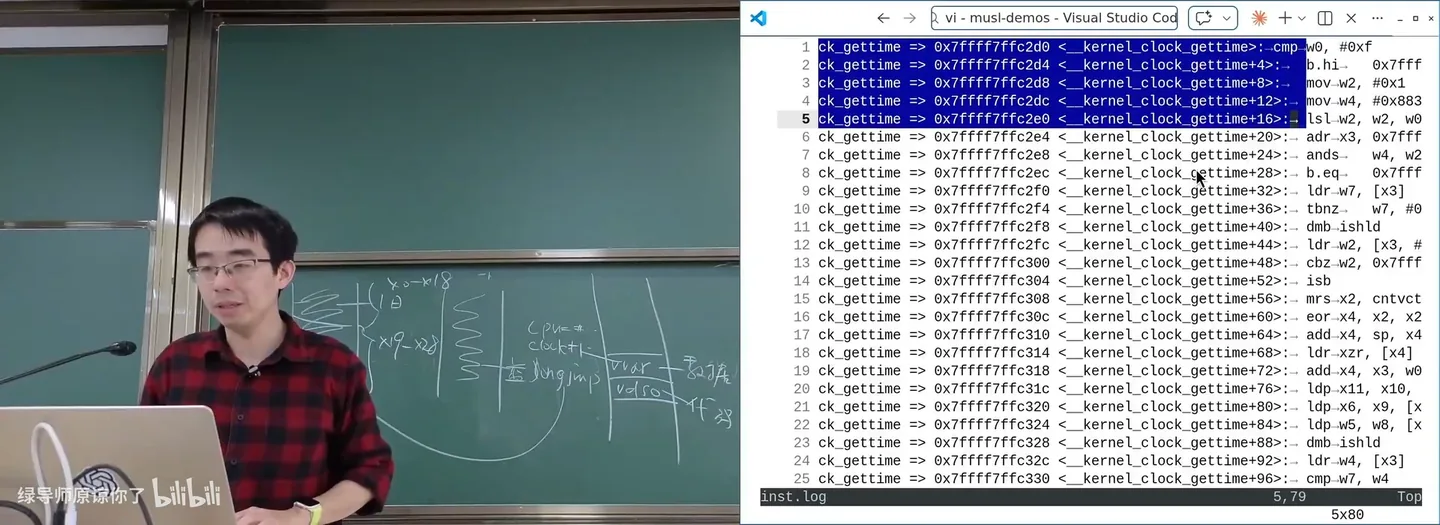 x0-x18
x19-x28
longjmp
clock
vvar
vdso
绿导师原谅你了 bilibili
vi - musl-demos - Visual Studio Cod
1 ck_gettime => 0x7ffff7ffc2d0 <__kernel_clock_gettime>:→cmp→w0, #0xf
2 ck_gettime => 0x7ffff7ffc2d4 <__kernel_clock_gettime+4>:→ b.hi→ 0x7fff
3 ck_gettime => 0x7ffff7ffc2d8 <__kernel_clock_gettime+8>:→ mov→w2, #0x1
4 ck_gettime => 0x7ffff7ffc2dc <__kernel_clock_gettime+12>:→ mov→w4, #0x883
5 ck_gettime => 0x7ffff7ffc2e0 <__kernel_clock_gettime+16>:→ lsl→w2, w2, w0
6 ck_gettime => 0x7ffff7ffc2e4 <__kernel_clock_gettime+20>:→ adr→x3, 0x7fff
7 ck_gettime => 0x7ffff7ffc2e8 <__kernel_clock_gettime+24>:→ ands→ w4, w2
8 ck_gettime => 0x7ffff7ffc2ec <__kernel_clock_gettime+28>:→ b.eq→ 0x7fff
9 ck_gettime => 0x7ffff7ffc2f0 <__kernel_clock_gettime+32>:→ ldr→w7, [x3]
10 ck_gettime => 0x7ffff7ffc2f4 <__kernel_clock_gettime+36>:→ tbnz→ w7, #0
11 ck_gettime => 0x7ffff7ffc2f8 <__kernel_clock_gettime+40>:→ dmb→ishld
12 ck_gettime => 0x7ffff7ffc2fc <__kernel_clock_gettime+44>:→ ldr→w2, [x3, #
13 ck_gettime => 0x7ffff7ffc300 <__kernel_clock_gettime+48>:→ cbz→w2, 0x7fff
14 ck_gettime => 0x7ffff7ffc304 <__kernel_clock_gettime+52>:→ isb
15 ck_gettime => 0x7ffff7ffc308 <__kernel_clock_gettime+56>:→ mrs→x2, cntvct
16 ck_gettime => 0x7ffff7ffc30c <__kernel_clock_gettime+60>:→ eor→x4, x2, x2
17 ck_gettime => 0x7ffff7ffc310 <__kernel_clock_gettime+64>:→ add→x4, sp, x4
18 ck_gettime => 0x7ffff7ffc314 <__kernel_clock_gettime+68>:→ ldr→xzr, [x4]
19 ck_gettime => 0x7ffff7ffc318 <__kernel_clock_gettime+72>:→ add→x4, x3, w0
20 ck_gettime => 0x7ffff7ffc31c <__kernel_clock_gettime+76>:→ ldp→x11, x10,
21 ck_gettime => 0x7ffff7ffc320 <__kernel_clock_gettime+80>:→ ldp→x6, x9, [x
22 ck_gettime => 0x7ffff7ffc324 <__kernel_clock_gettime+84>:→ ldp→w5, w8, [x
23 ck_gettime => 0x7ffff7ffc328 <__kernel_clock_gettime+88>:→ dmb→ishld
24 ck_gettime => 0x7ffff7ffc32c <__kernel_clock_gettime+92>:→ ldr→w4, [x3]
25 ck_gettime => 0x7ffff7ffc330 <__kernel_clock_gettime+96>:→ cmp→w7, w4
inst.log 5,79 Top
5x80